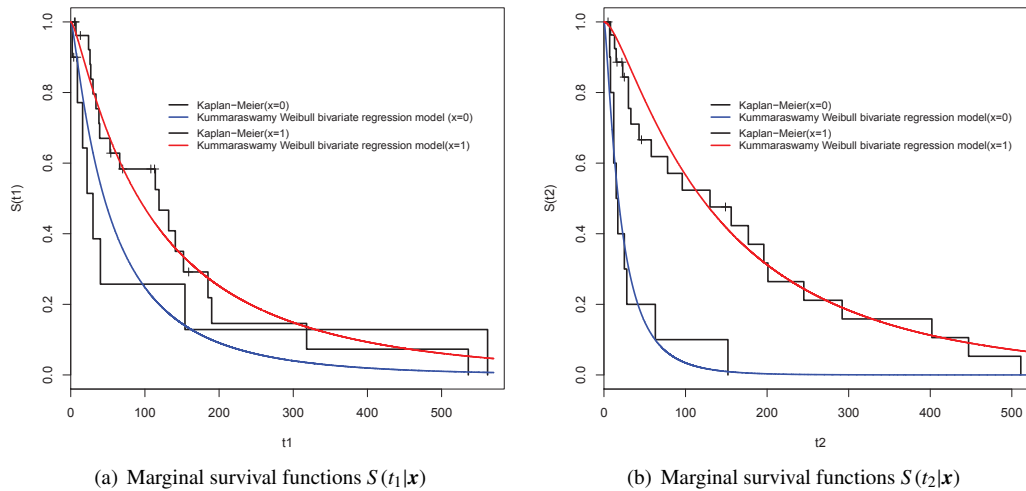 1.0
0.8
0.6
0.4
0.2
0.0
S(t1)
Kaplan−Meier(x=0)
Kummaraswamy Weibull bivariate regression model (x=0)
Kaplan−Meier(x=1)
Kummaraswamy Weibull bivariate regression model(x=1)
0 100 200 300 400 500
t1
(a) Marginal survival functions S(t₁|x)
1.0
0.8
0.6
0.4
0.2
0.0
S(t2)
Kaplan−Meier(x=0)
Kummaraswamy Weibull bivariate regression model(x=0)
Kaplan−Meier(x=1)
Kummaraswamy Weibull bivariate regression model(x=1)
0 100 200 300 400 500
t2
(b) Marginal survival functions S(t₂|x)